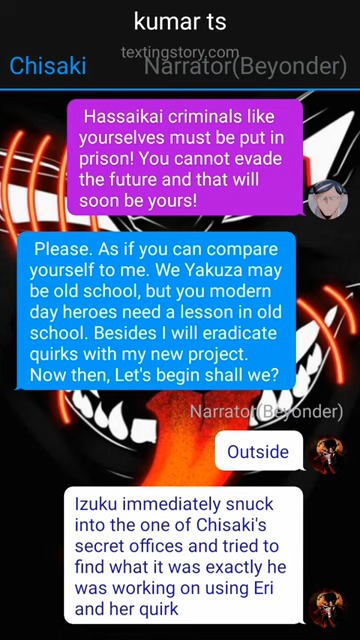 kumar ts
textingstory.com
Chisaki
Narrator(Beyonder)
Hassaikai criminals like
yourselves must be put in
prison! You cannot evade
the future and that will
soon be yours!
Please. As if you can compare
yourself to me. We Yakuza may
be old school, but you modern
day heroes need a lesson in old
school. Besides I will eradicate
quirks with my new project.
Now then, Let's begin shall we?
Narrator(Beyonder)
Outside
Izuku immediately snuck
into the one of Chisaki's
secret offices and tried to
find what it was exactly he
was working on using Eri
and her quirk